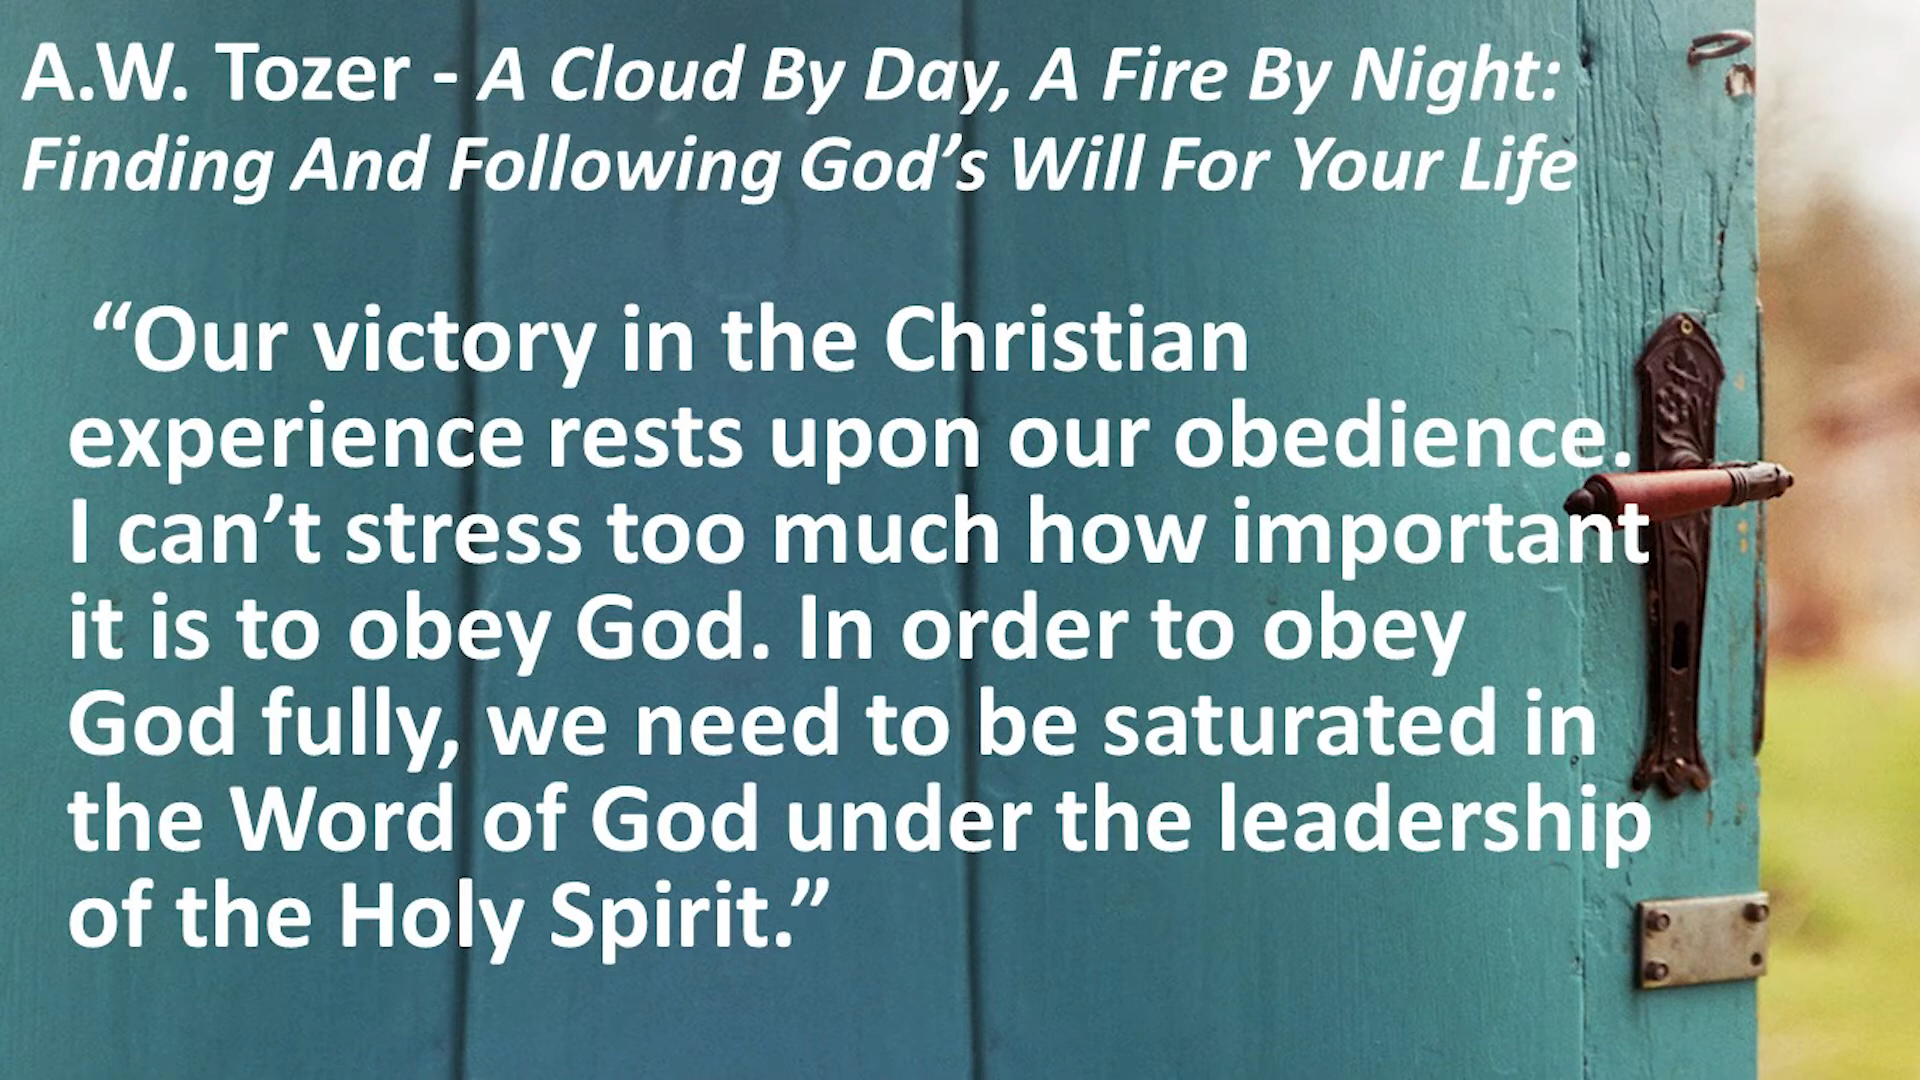 A.W. Tozer - A Cloud By Day, A Fire By Night:
Finding And Following God’s Will For Your Life
“Our victory in the Christian
experience rests upon our obedience.
I can’t stress too much how important
it is to obey God. In order to obey
God fully, we need to be saturated in
the Word of God under the leadership
of the Holy Spirit.”